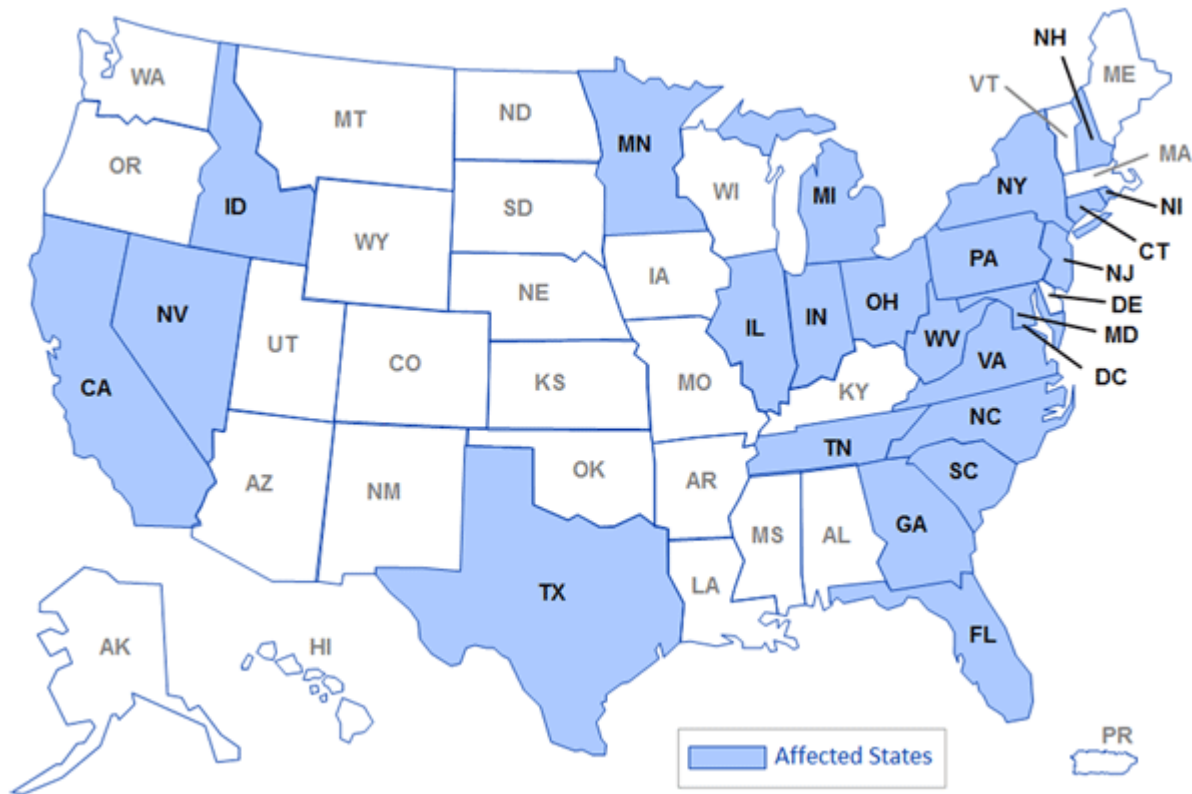 NH
ME
VT
WA
MT
ND
MN
MA
OR
ID
SD
WI
MI
NY
NI
WY
CT
PA
NJ
IA
NE
DE
NV
IL
IN
OH
MD
UT
CO
WV
VA
DC
CA
KS
MO
KY
NC
TN
AZ
NM
OK
AR
SC
GA
MS
AL
TX
LA
FL
AK
HI
PR
Affected States